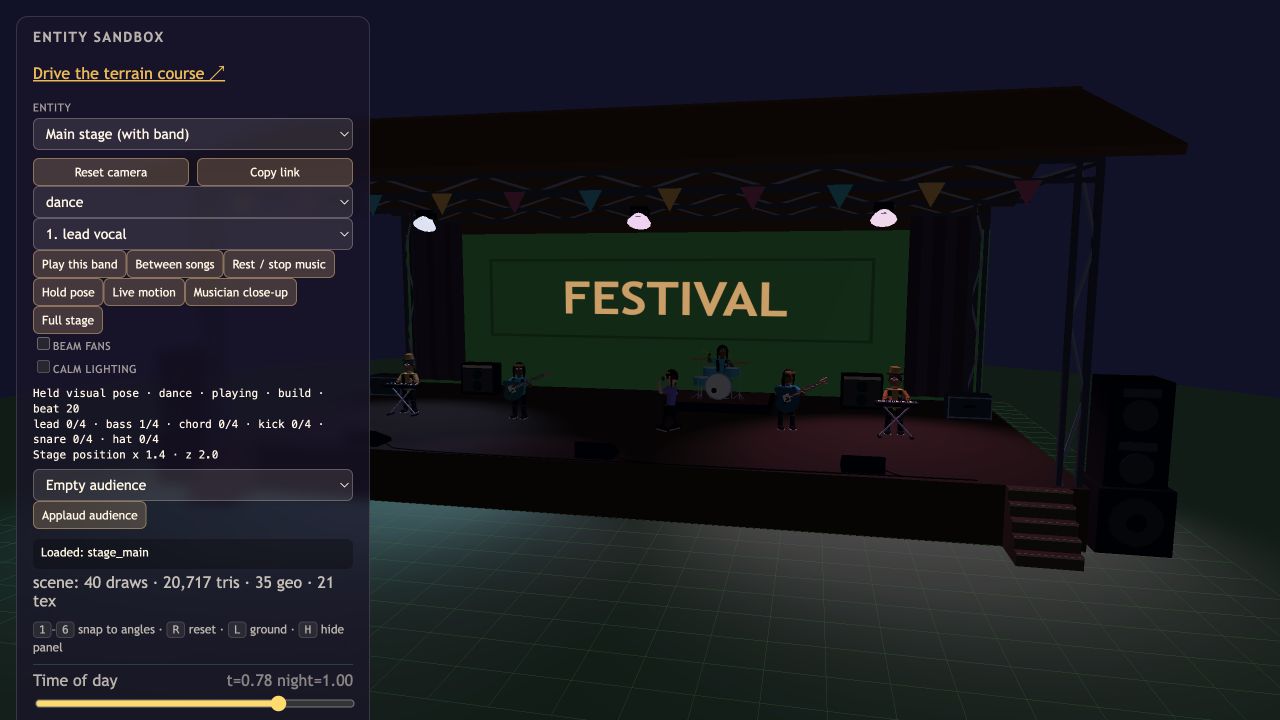 ENTITY SANDBOX
Drive the terrain course ↗
ENTITY
Main stage (with band)
Reset camera
Copy link
dance
1. lead vocal
Play this band
Between songs
Rest / stop music
Hold pose
Live motion
Musician close-up
Full stage
BEAM FANS
CALM LIGHTING
Held visual pose · dance · playing · build ·
beat 20
lead 0/4 · bass 1/4 · chord 0/4 · kick 0/4 ·
snare 0/4 · hat 0/4
Stage position x 1.4 · z 2.0
Empty audience
Applaud audience
Loaded: stage_main
scene: 40 draws · 20,717 tris · 35 geo · 21
tex
1-6 snap to angles · R reset · L ground · H hide
panel
Time of day t=0.78 night=1.00
FESTIVAL